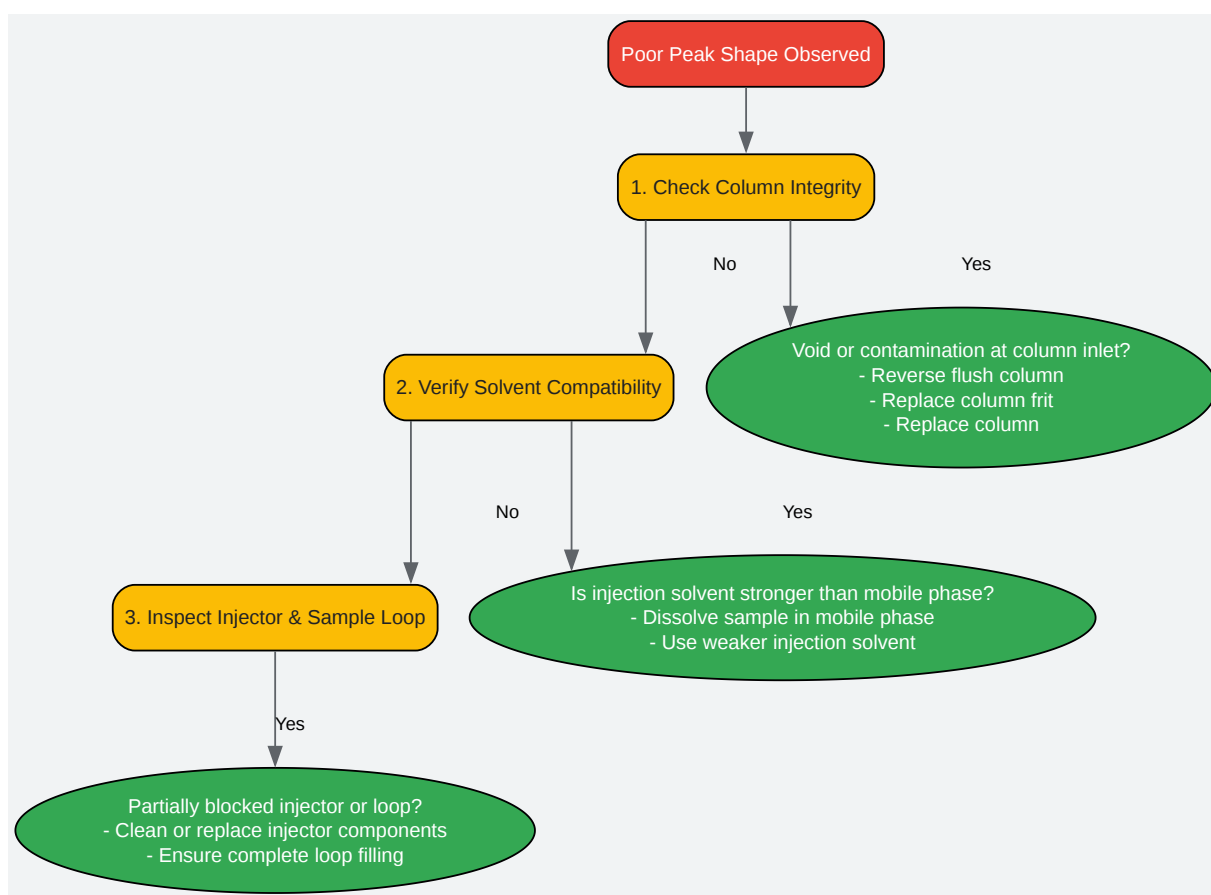 Poor Peak Shape Observed
1. Check Column Integrity
No
Yes
Void or contamination at column inlet?
- Reverse flush column
- Replace column frit
- Replace column
2. Verify Solvent Compatibility
No
Yes
Is injection solvent stronger than mobile phase?
- Dissolve sample in mobile phase
- Use weaker injection solvent
3. Inspect Injector & Sample Loop
Yes
Partially blocked injector or loop?
- Clean or replace injector components
- Ensure complete loop filling